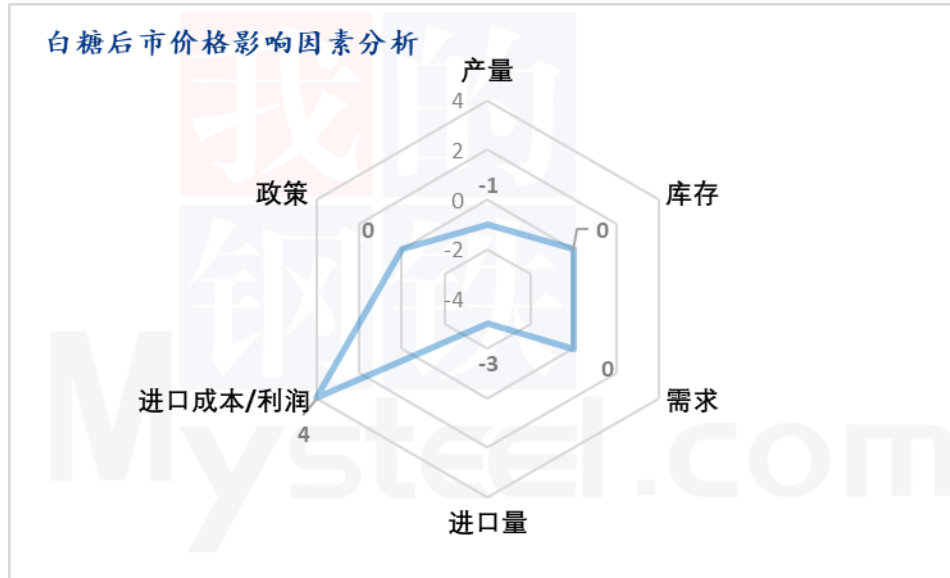 白糖后市价格影响因素分析
产量
4
2
-1
0
-2
-4
政策
0
库存
0
进口成本/利润
4
-3
0
需求
进口量
我的
钢铁
Mysteel.com